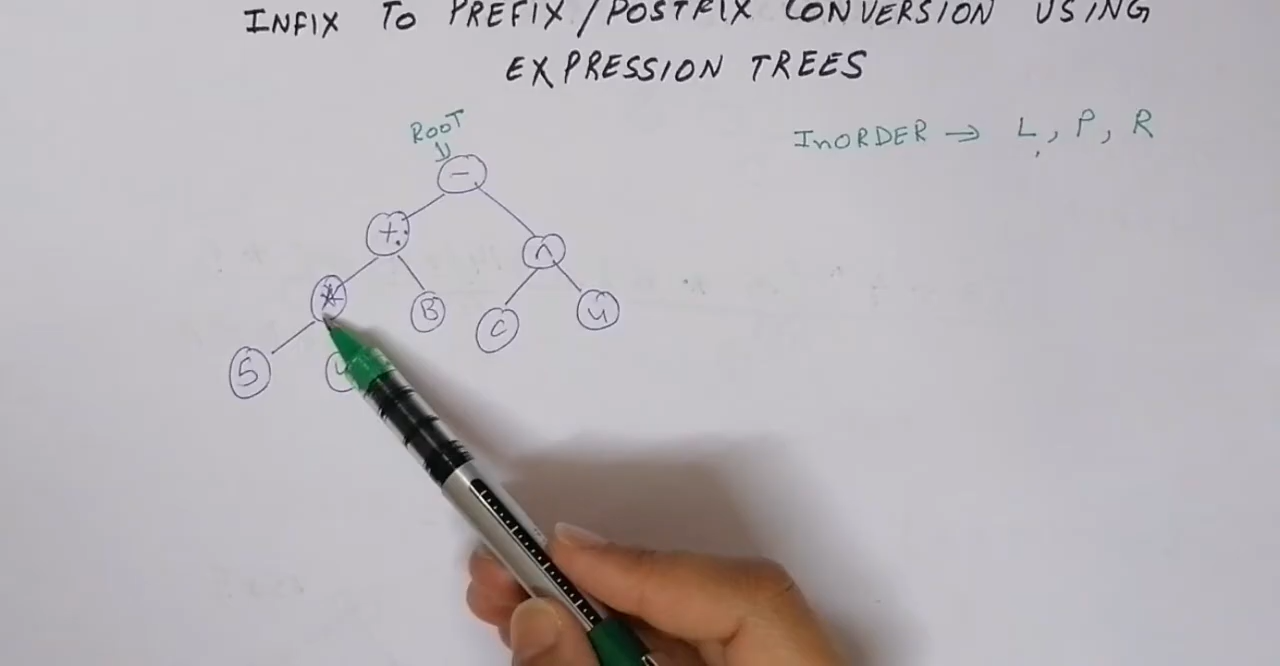 INFIX TO PREFIX/POSTFIX CONVERSION USING
EXPRESSION TREES
ROOT
InORDER → L, P, R
-
+
^
*
B
C
4
5